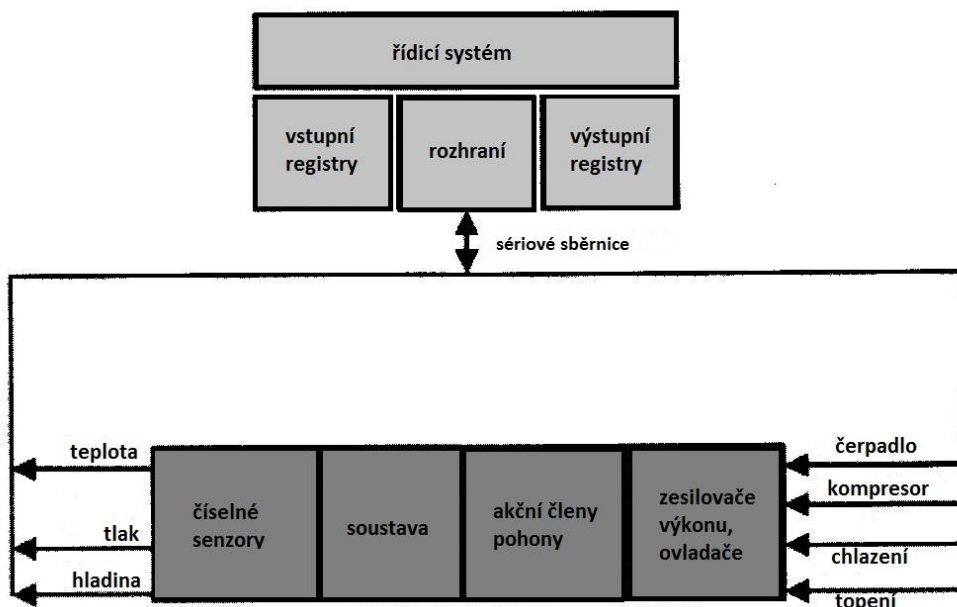 řídicí systém
vstupní
registry
rozhraní
výstupní
registry
sériové sběrnice
teplota
tlak
hladina
číselné
senzory
soustava
akční členy
pohony
zesilovače
výkonu,
ovladače
čerpadlo
kompresor
chlazení
topení